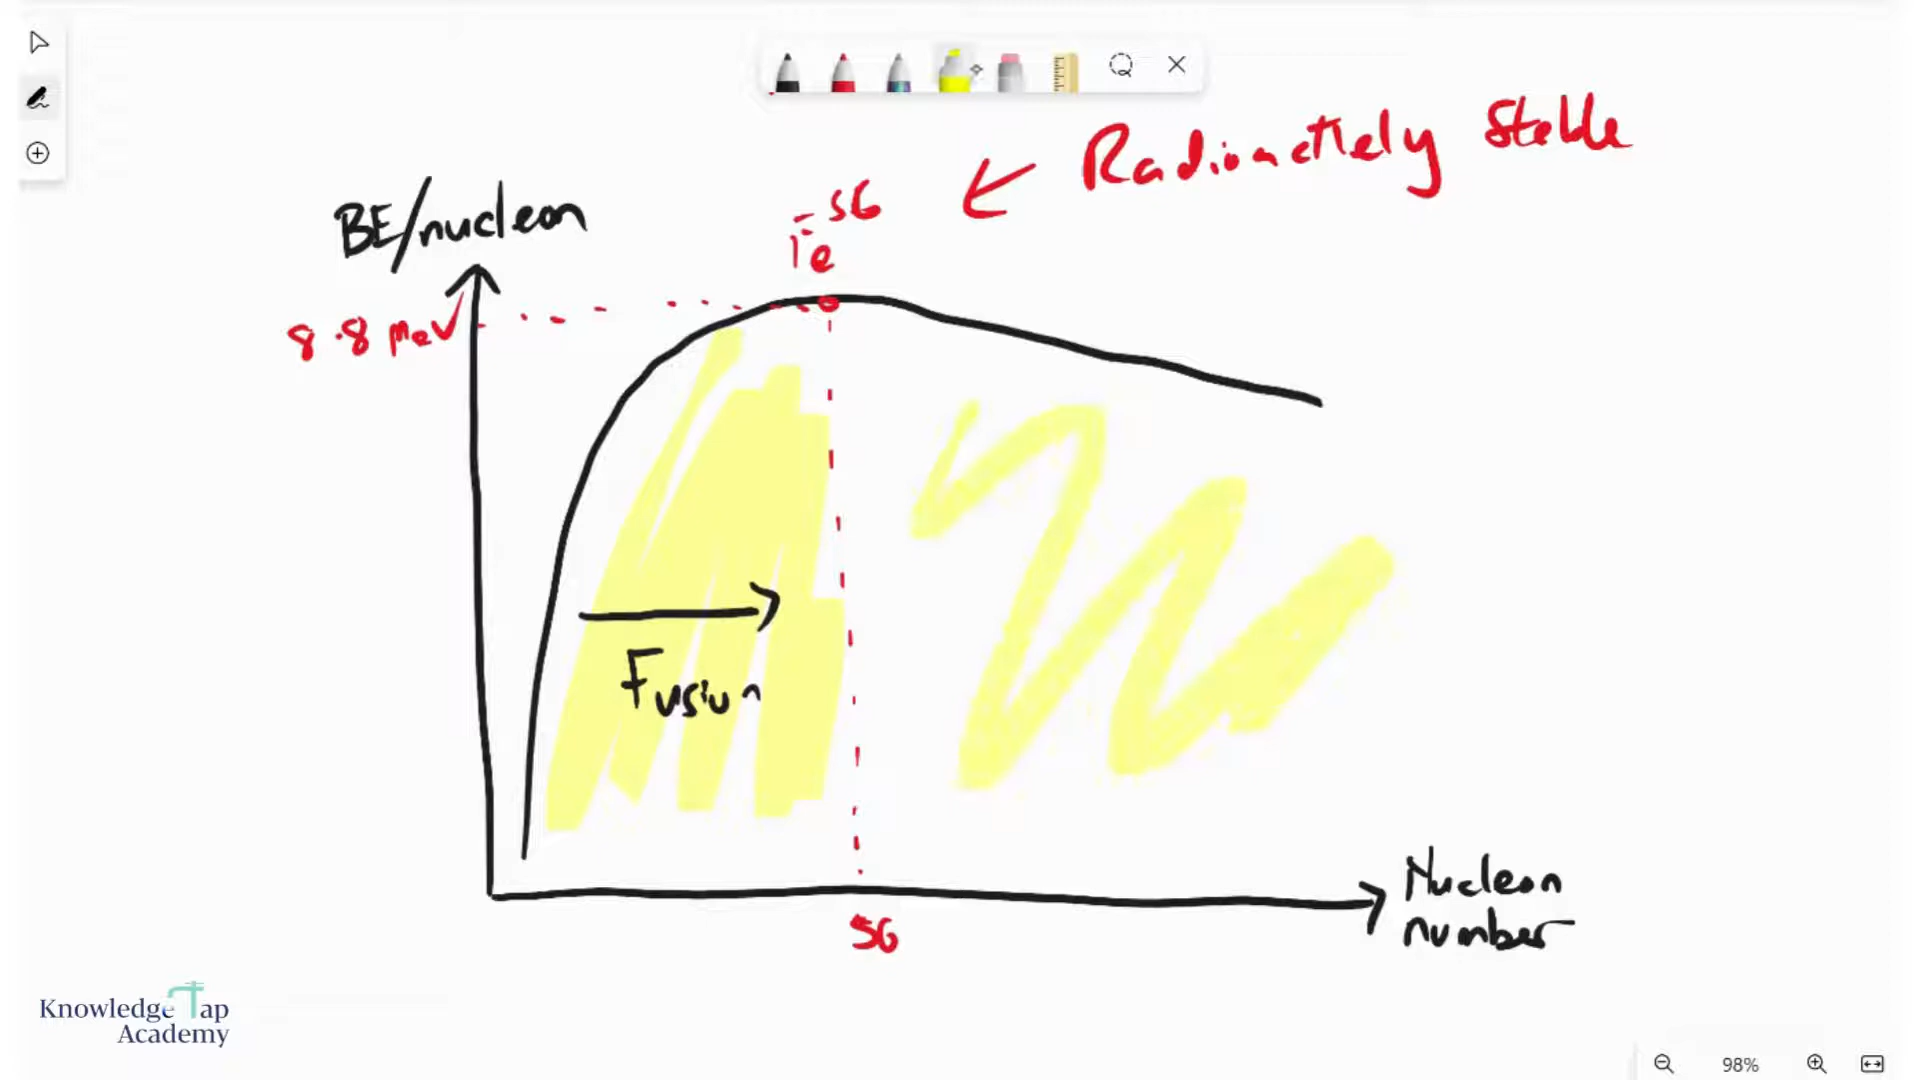 Radioactively Stable
56
Fe
BE/nucleon
8.8 MeV
Fusion
Nucleon
number
56
Knowledge Tap
Academy
98%